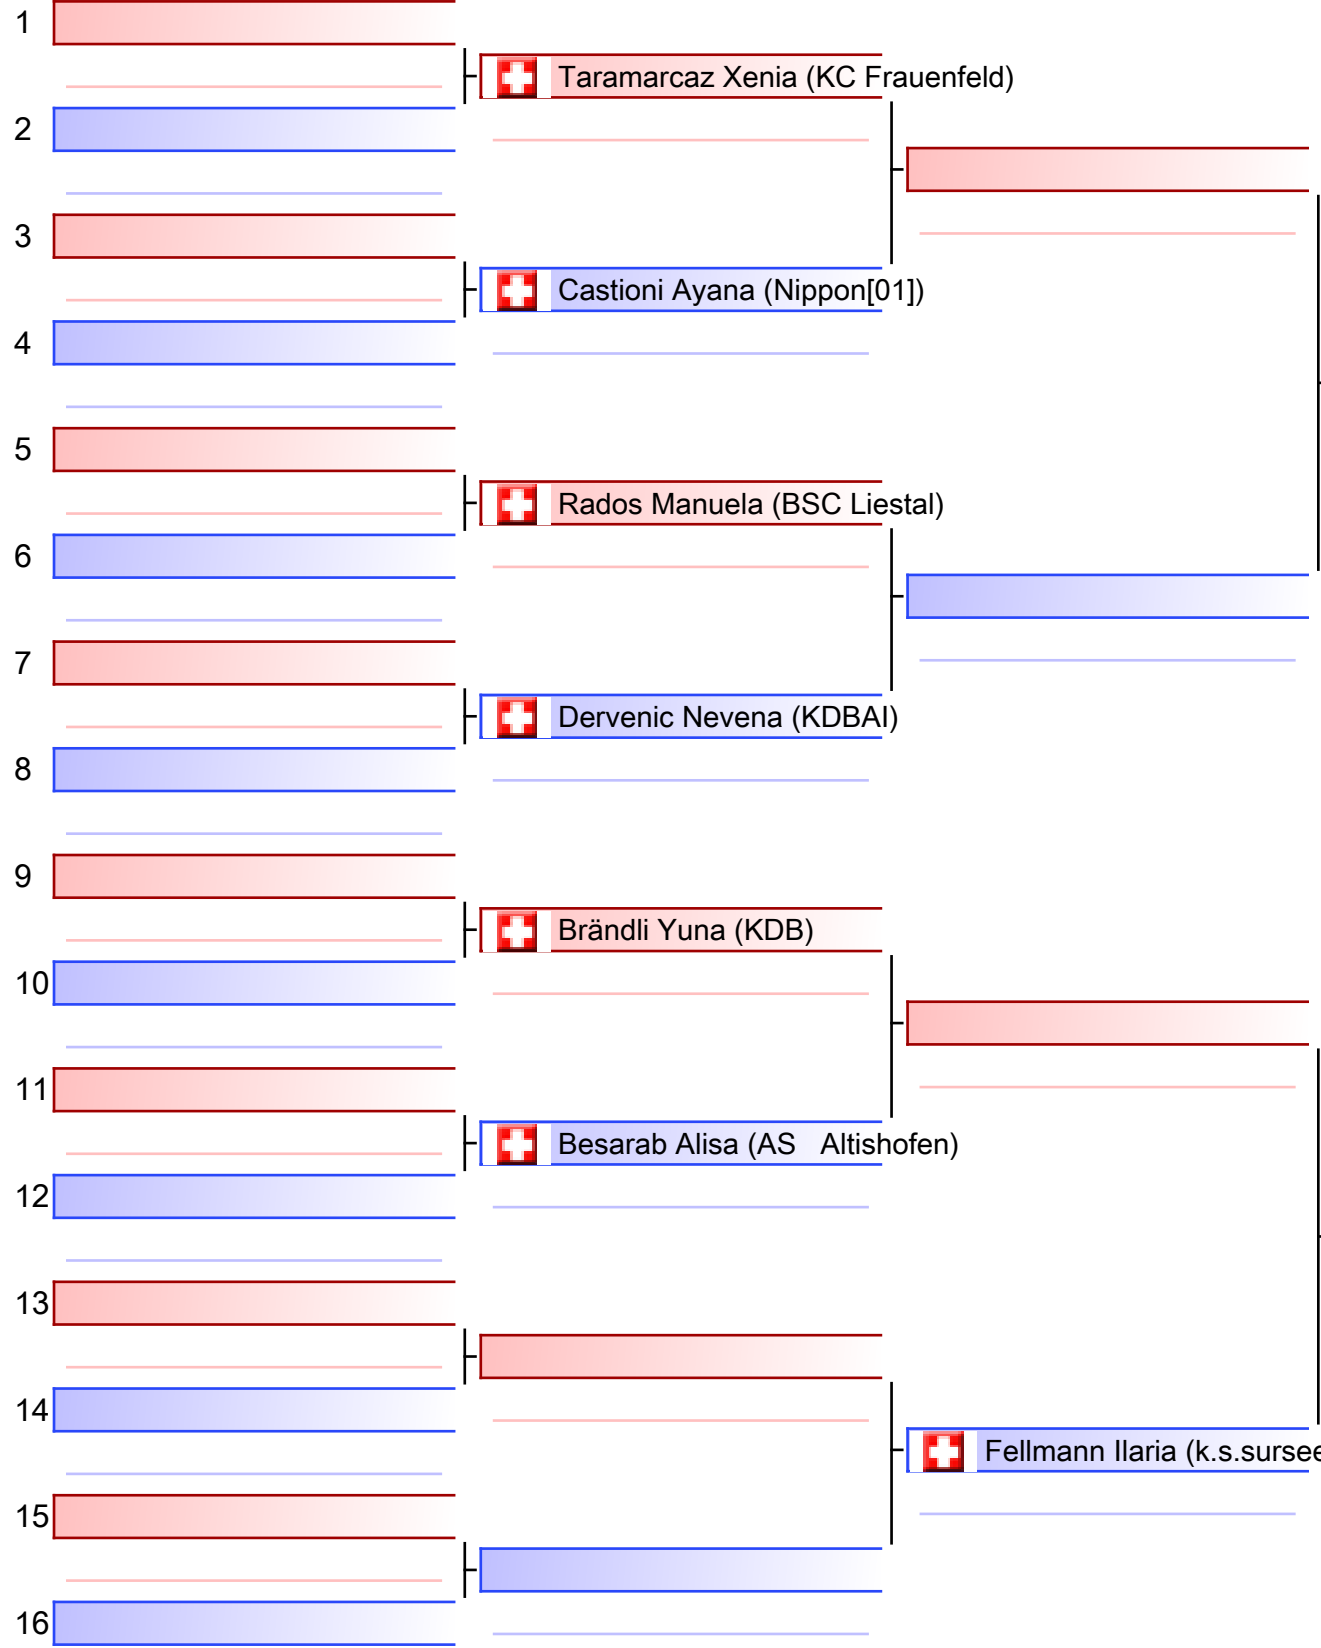 1
Taramarcaz Xenia (KC Frauenfeld)
2
3
Castioni Ayana (Nippon[01])
4
5
Rados Manuela (BSC Liestal)
6
7
Dervenic Nevena (KDBAI)
8
9
Brändli Yuna (KDB)
10
11
Besarab Alisa (AS Altishofen)
12
13
14
Fellmann Ilaria (k.s.sursee
15
16